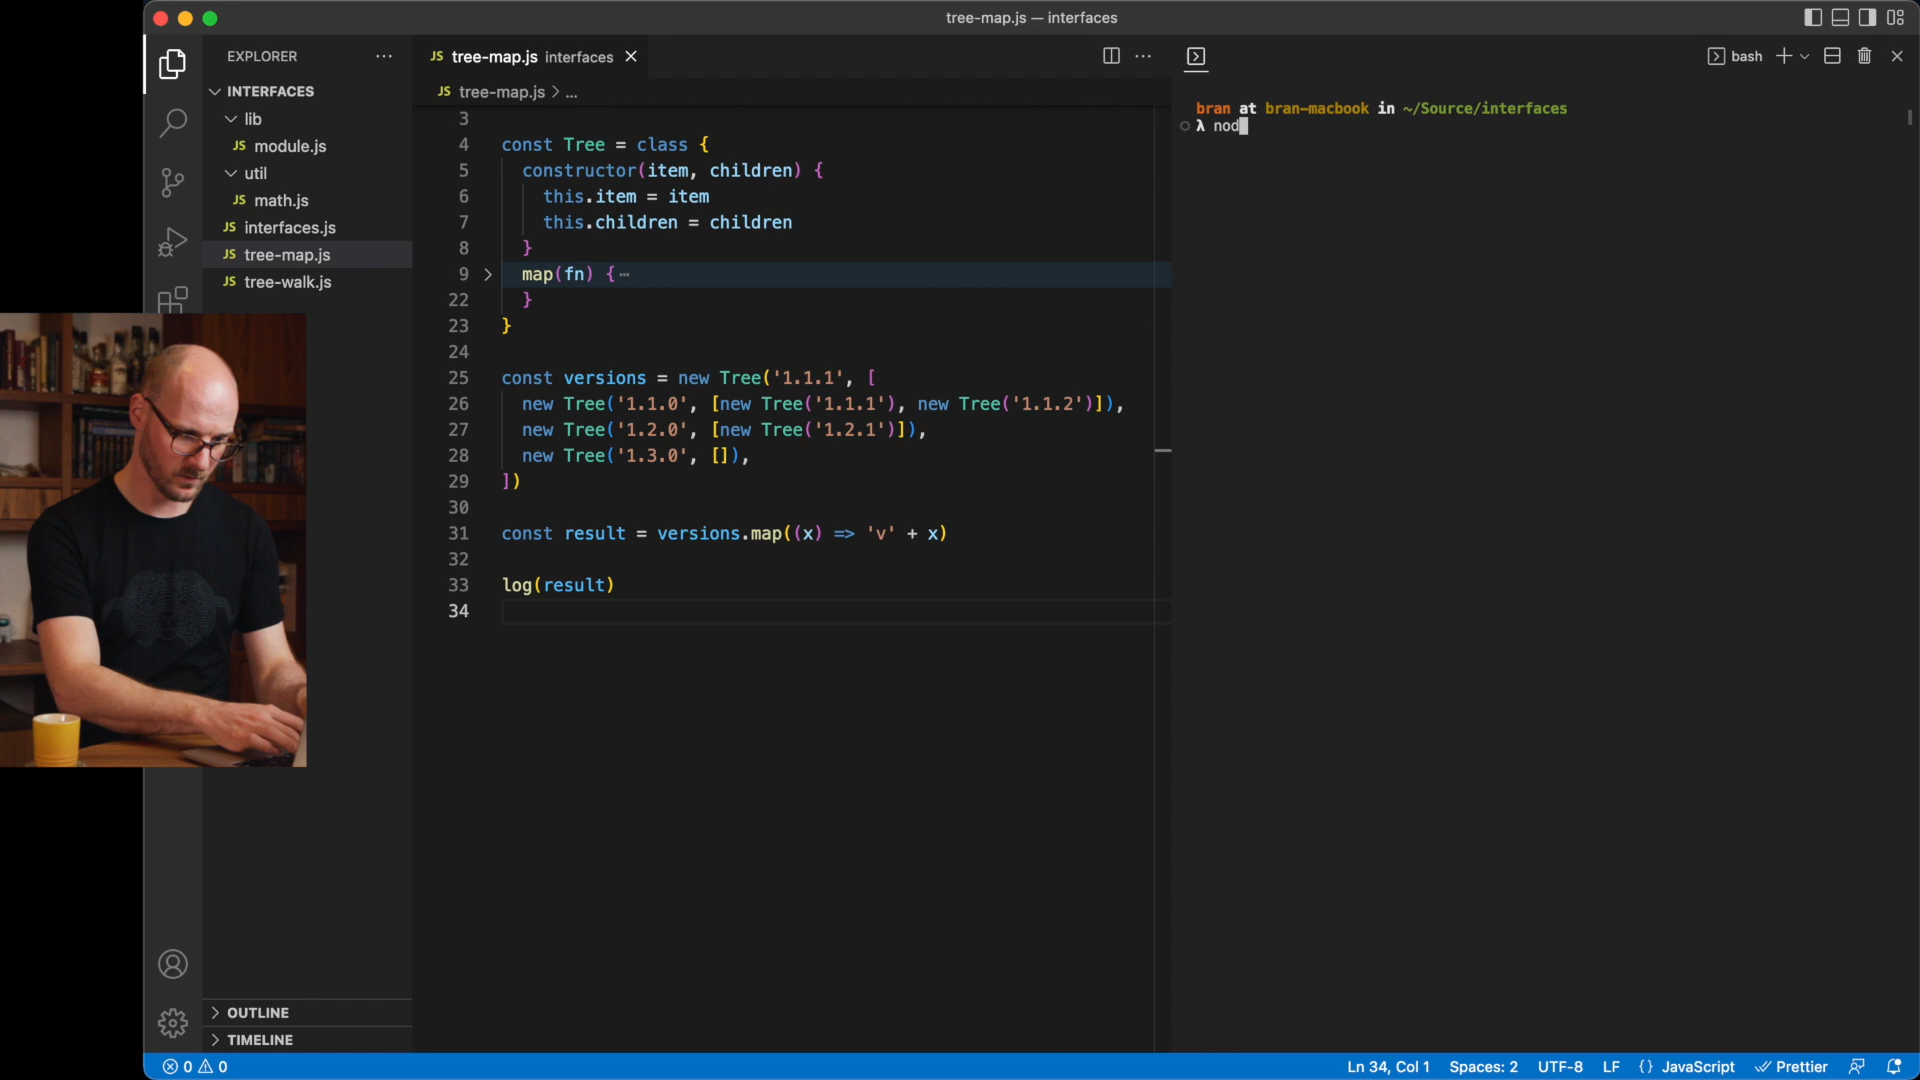 tree-map.js — interfaces
EXPLORER
INTERFACES
lib
JS module.js
util
JS math.js
JS interfaces.js
JS tree-map.js
JS tree-walk.js
OUTLINE
TIMELINE
JS tree-map.js interfaces
JS tree-map.js > ...
3
4 const Tree = class {
5 constructor(item, children) {
6 this.item = item
7 this.children = children
8 }
9 map(fn) {⋯
22 }
23 }
24
25 const versions = new Tree('1.1.1', [
26 new Tree('1.1.0', [new Tree('1.1.1'), new Tree('1.1.2')]),
27 new Tree('1.2.0', [new Tree('1.2.1')]),
28 new Tree('1.3.0', []),
29 ])
30
31 const result = versions.map((x) => 'v' + x)
32
33 log(result)
34
bash
bran at bran-macbook in ~/Source/interfaces
λ nod
0 0
Ln 34, Col 1 Spaces: 2 UTF-8 LF {} JavaScript Prettier